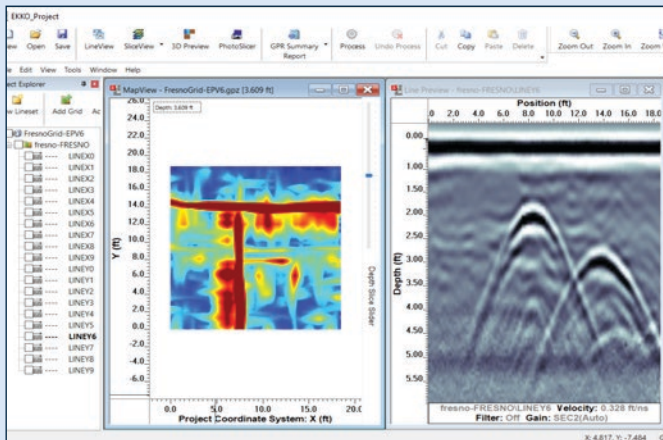 EKKO_Project
Open Save LineView SliceView 3D Preview PhotoSlicer GPR Summary Report Process Undo Process Cut Copy Paste Delete Zoom Out Zoom In Zoom
Edit View Tools Window Help
Lineset Add Grid
FresnoGrid-EPV6
fresno-FRESNO
LINEX0
LINEX1
LINEX2
LINEX3
LINEX4
LINEX5
LINEX6
LINEX7
LINEX8
LINEX9
LINEY0
LINEY1
LINEY2
LINEY3
LINEY4
LINEY5
LINEY6
LINEY7
LINEY8
LINEY9
MapView - FresnoGrid-EPV6.gpz [3.609 ft]
Depth: 3.609 ft
26.0
24.0
22.0
20.0
18.0
16.0
14.0
12.0
10.0
8.0
6.0
4.0
2.0
0.0
-2.0
-4.0
-6.0
Y (ft)
0.0 5.0 10.0 15.0 20.0
Project Coordinate System: X (ft)
Depth Slice Slider
Line Preview - fresno-FRESNO\LINEY6
Position (ft)
0.0 2.0 4.0 6.0 8.0 10.0 12.0 14.0 16.0 18.0
0.00
1.00
2.00
3.00
4.00
4.50
5.00
5.50
Depth (ft)
fresno-FRESNO\LINEY6 Velocity: 0.328 ft/ns
Filter: Off Gain: SEC2(Auto)
X: 4.817, Y: -7.484